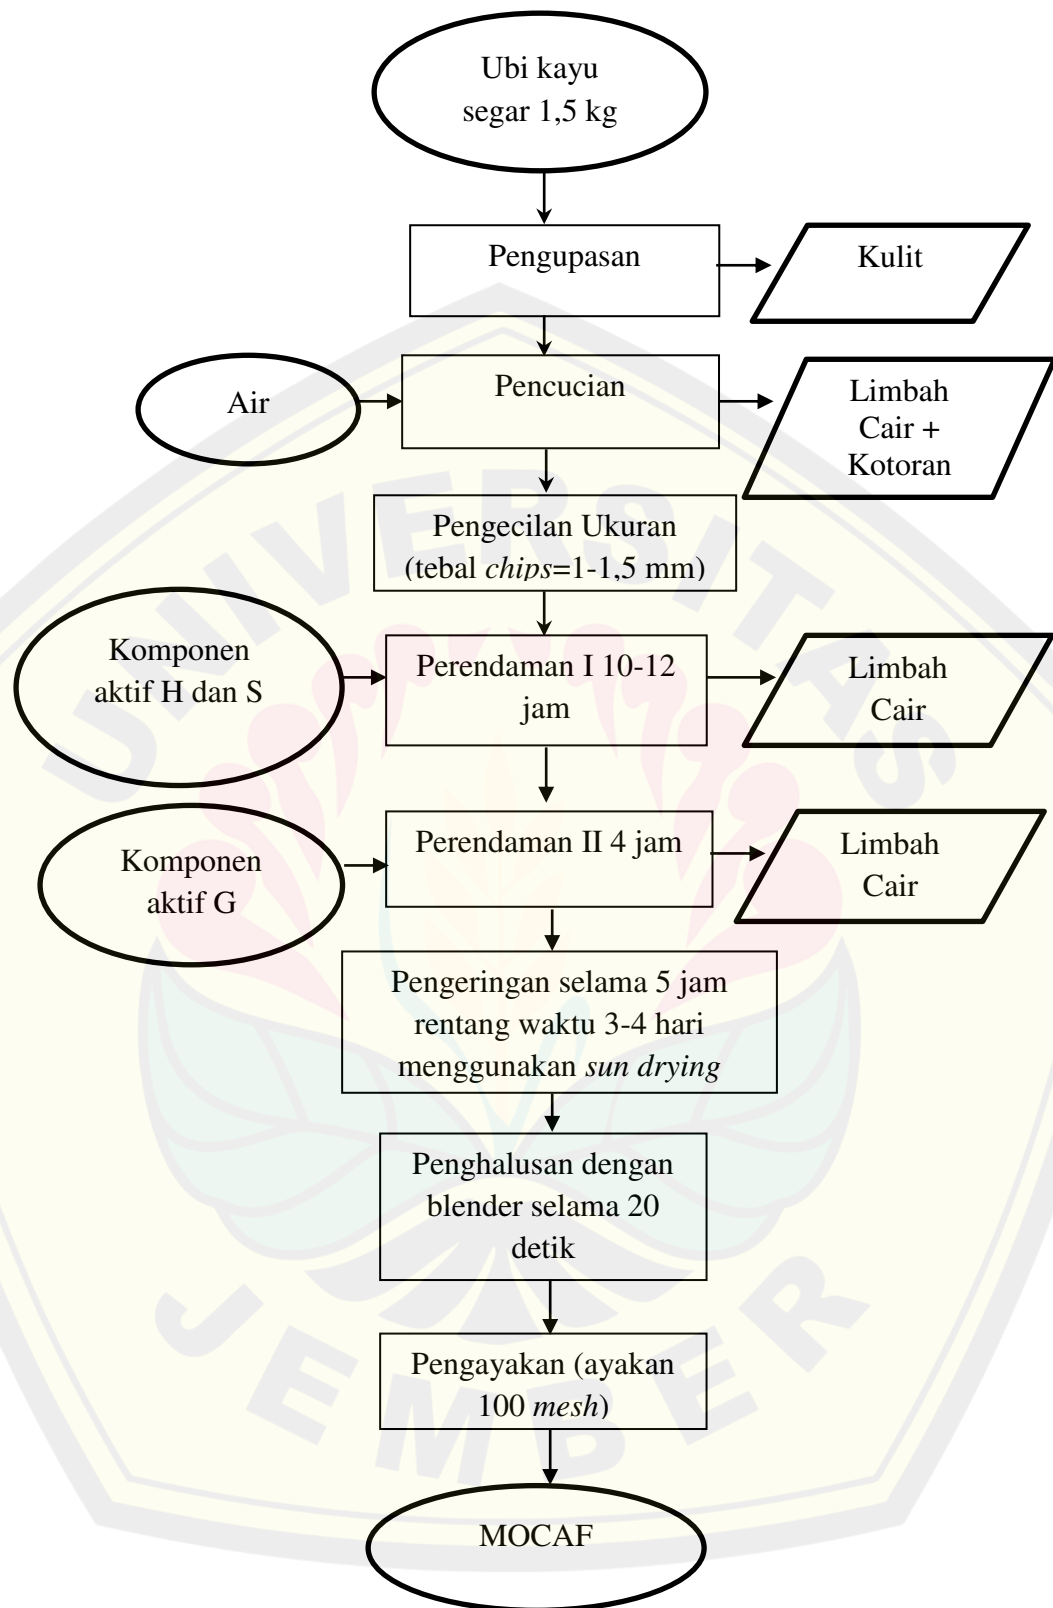 Ubi kayu
segar 1,5 kg
Pengupasan
Kulit
Air
Pencucian
Limbah
Cair +
Kotoran
Pengecilan Ukuran
(tebal chips=1-1,5 mm)
Komponen
aktif H dan S
Perendaman I 10-12
jam
Limbah
Cair
Komponen
aktif G
Perendaman II 4 jam
Limbah
Cair
Pengeringan selama 5 jam
rentang waktu 3-4 hari
menggunakan sun drying
Penghalusan dengan
blender selama 20
detik
Pengayakan (ayakan
100 mesh)
MOCAF
UNIVERSITAS
JEMBER